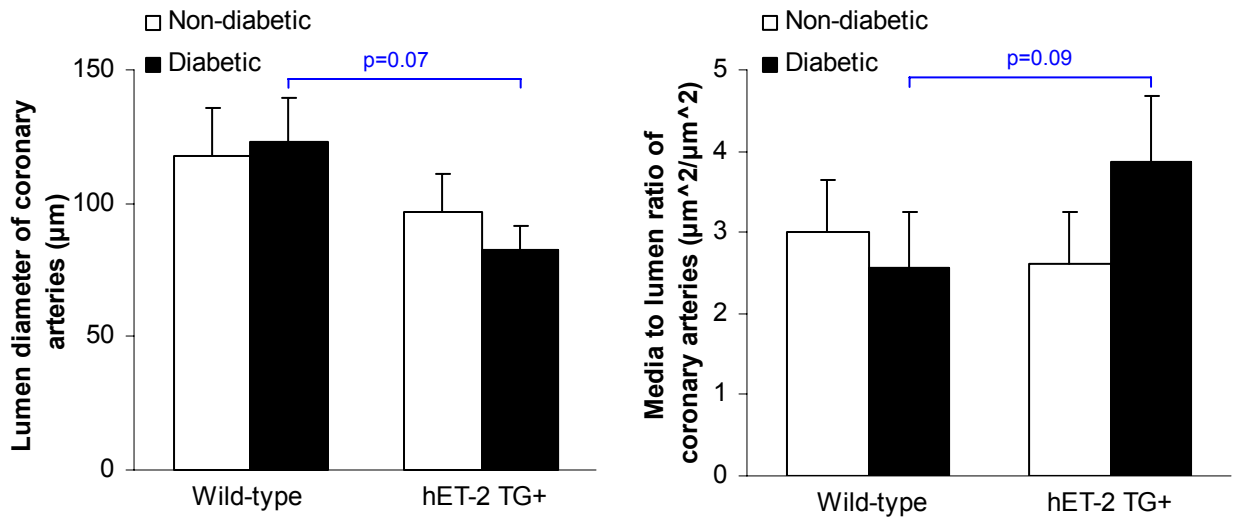 Non-diabetic
Diabetic
p=0.07
Lumen diameter of coronary
arteries (µm)
150
100
50
0
Wild-type
hET-2 TG+
Non-diabetic
Diabetic
p=0.09
Media to lumen ratio of
coronary arteries (µm^2/µm^2)
5
4
3
2
1
0
Wild-type
hET-2 TG+